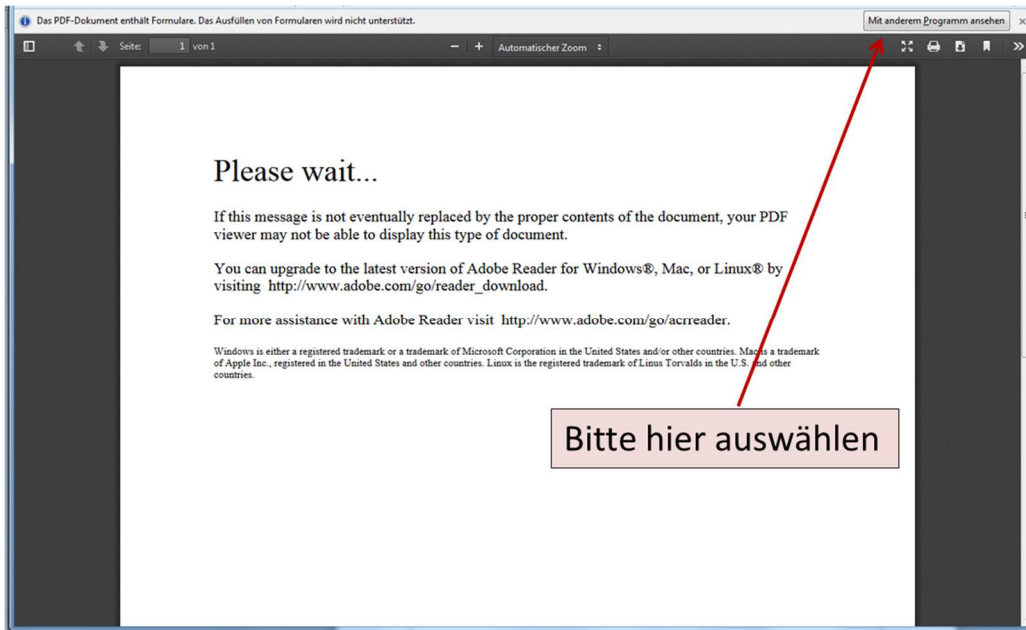 Das PDF-Dokument enthält Formulare. Das Ausfüllen von Formularen wird nicht unterstützt.
Mit anderem Programm ansehen
Seite: 1 von 1
Automatischer Zoom
Please wait...
If this message is not eventually replaced by the proper contents of the document, your PDF
viewer may not be able to display this type of document.
You can upgrade to the latest version of Adobe Reader for Windows®, Mac, or Linux® by
visiting http://www.adobe.com/go/reader_download.
For more assistance with Adobe Reader visit http://www.adobe.com/go/acrreader.
Windows is either a registered trademark or a trademark of Microsoft Corporation in the United States and/or other countries. Mac is a trademark
of Apple Inc., registered in the United States and other countries. Linux is the registered trademark of Linus Torvalds in the U.S. and other
countries.
Bitte hier auswählen